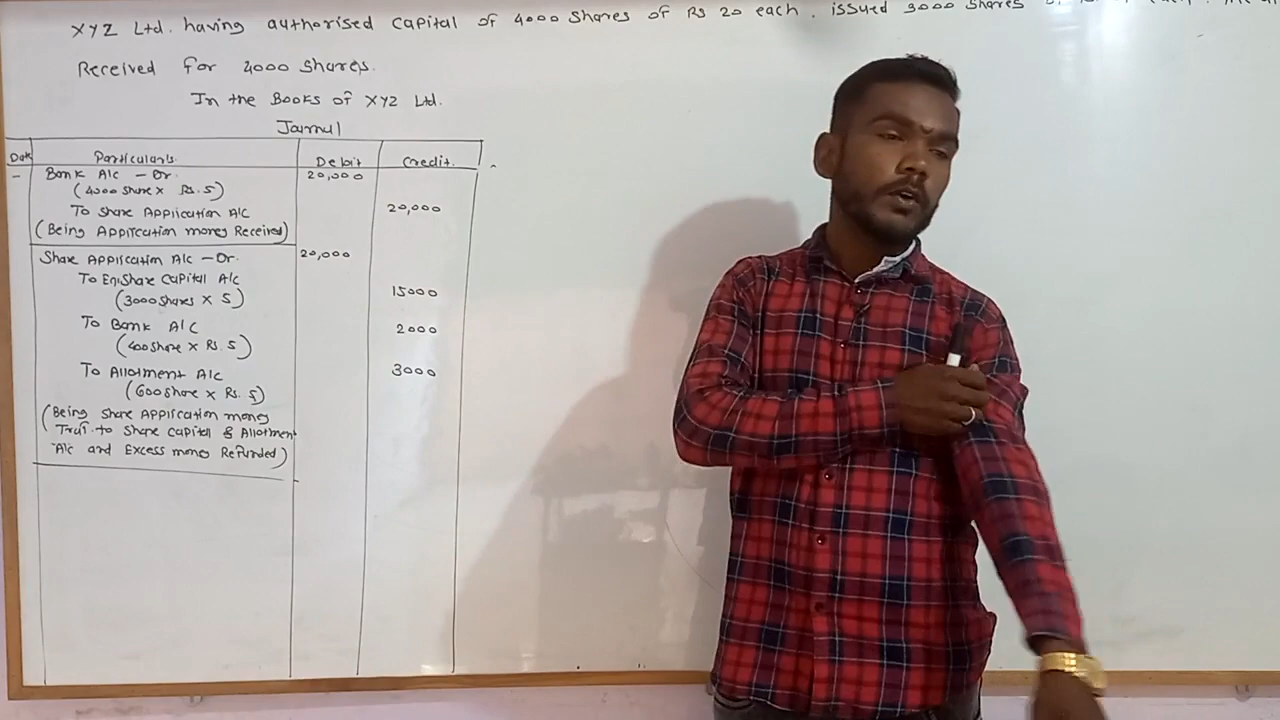 XYZ Ltd. having authorised capital of 4000 shares of Rs 20 each. issued 3000 shares
Received for 4000 shares.
In the Books of XYZ Ltd.
Journal
Date Particulars Debit Credit.
- Bank A/C - Dr 20,000
(4000 share x Rs. 5)
To Share Application A/C 20,000
(Being Application money Received)
Share Application A/C - Dr. 20,000
To Eq. Share Capital A/C
(3000 shares x 5) 15000
To Bank A/C 2000
(400 share x Rs. 5)
To Allotment A/C 3000
(600 share x Rs. 5)
(Being Share Application money
Traf. to Share Capital & Allotment
A/c and Excess money Refunded)